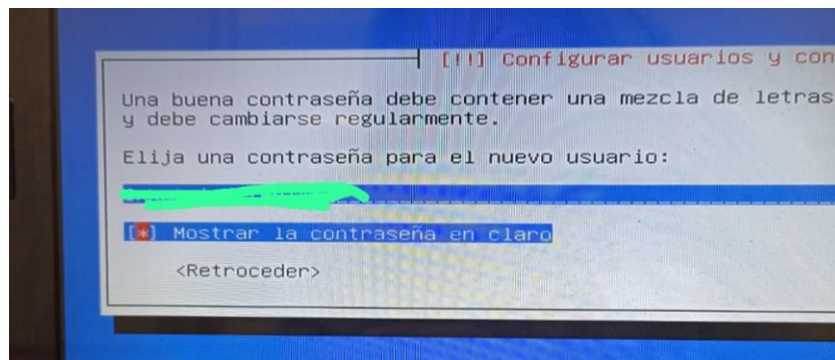 [!!] Configurar usuarios y con
Una buena contraseña debe contener una mezcla de letras
y debe cambiarse regularmente.
Elija una contraseña para el nuevo usuario:
[*] Mostrar la contraseña en claro
<Retroceder>